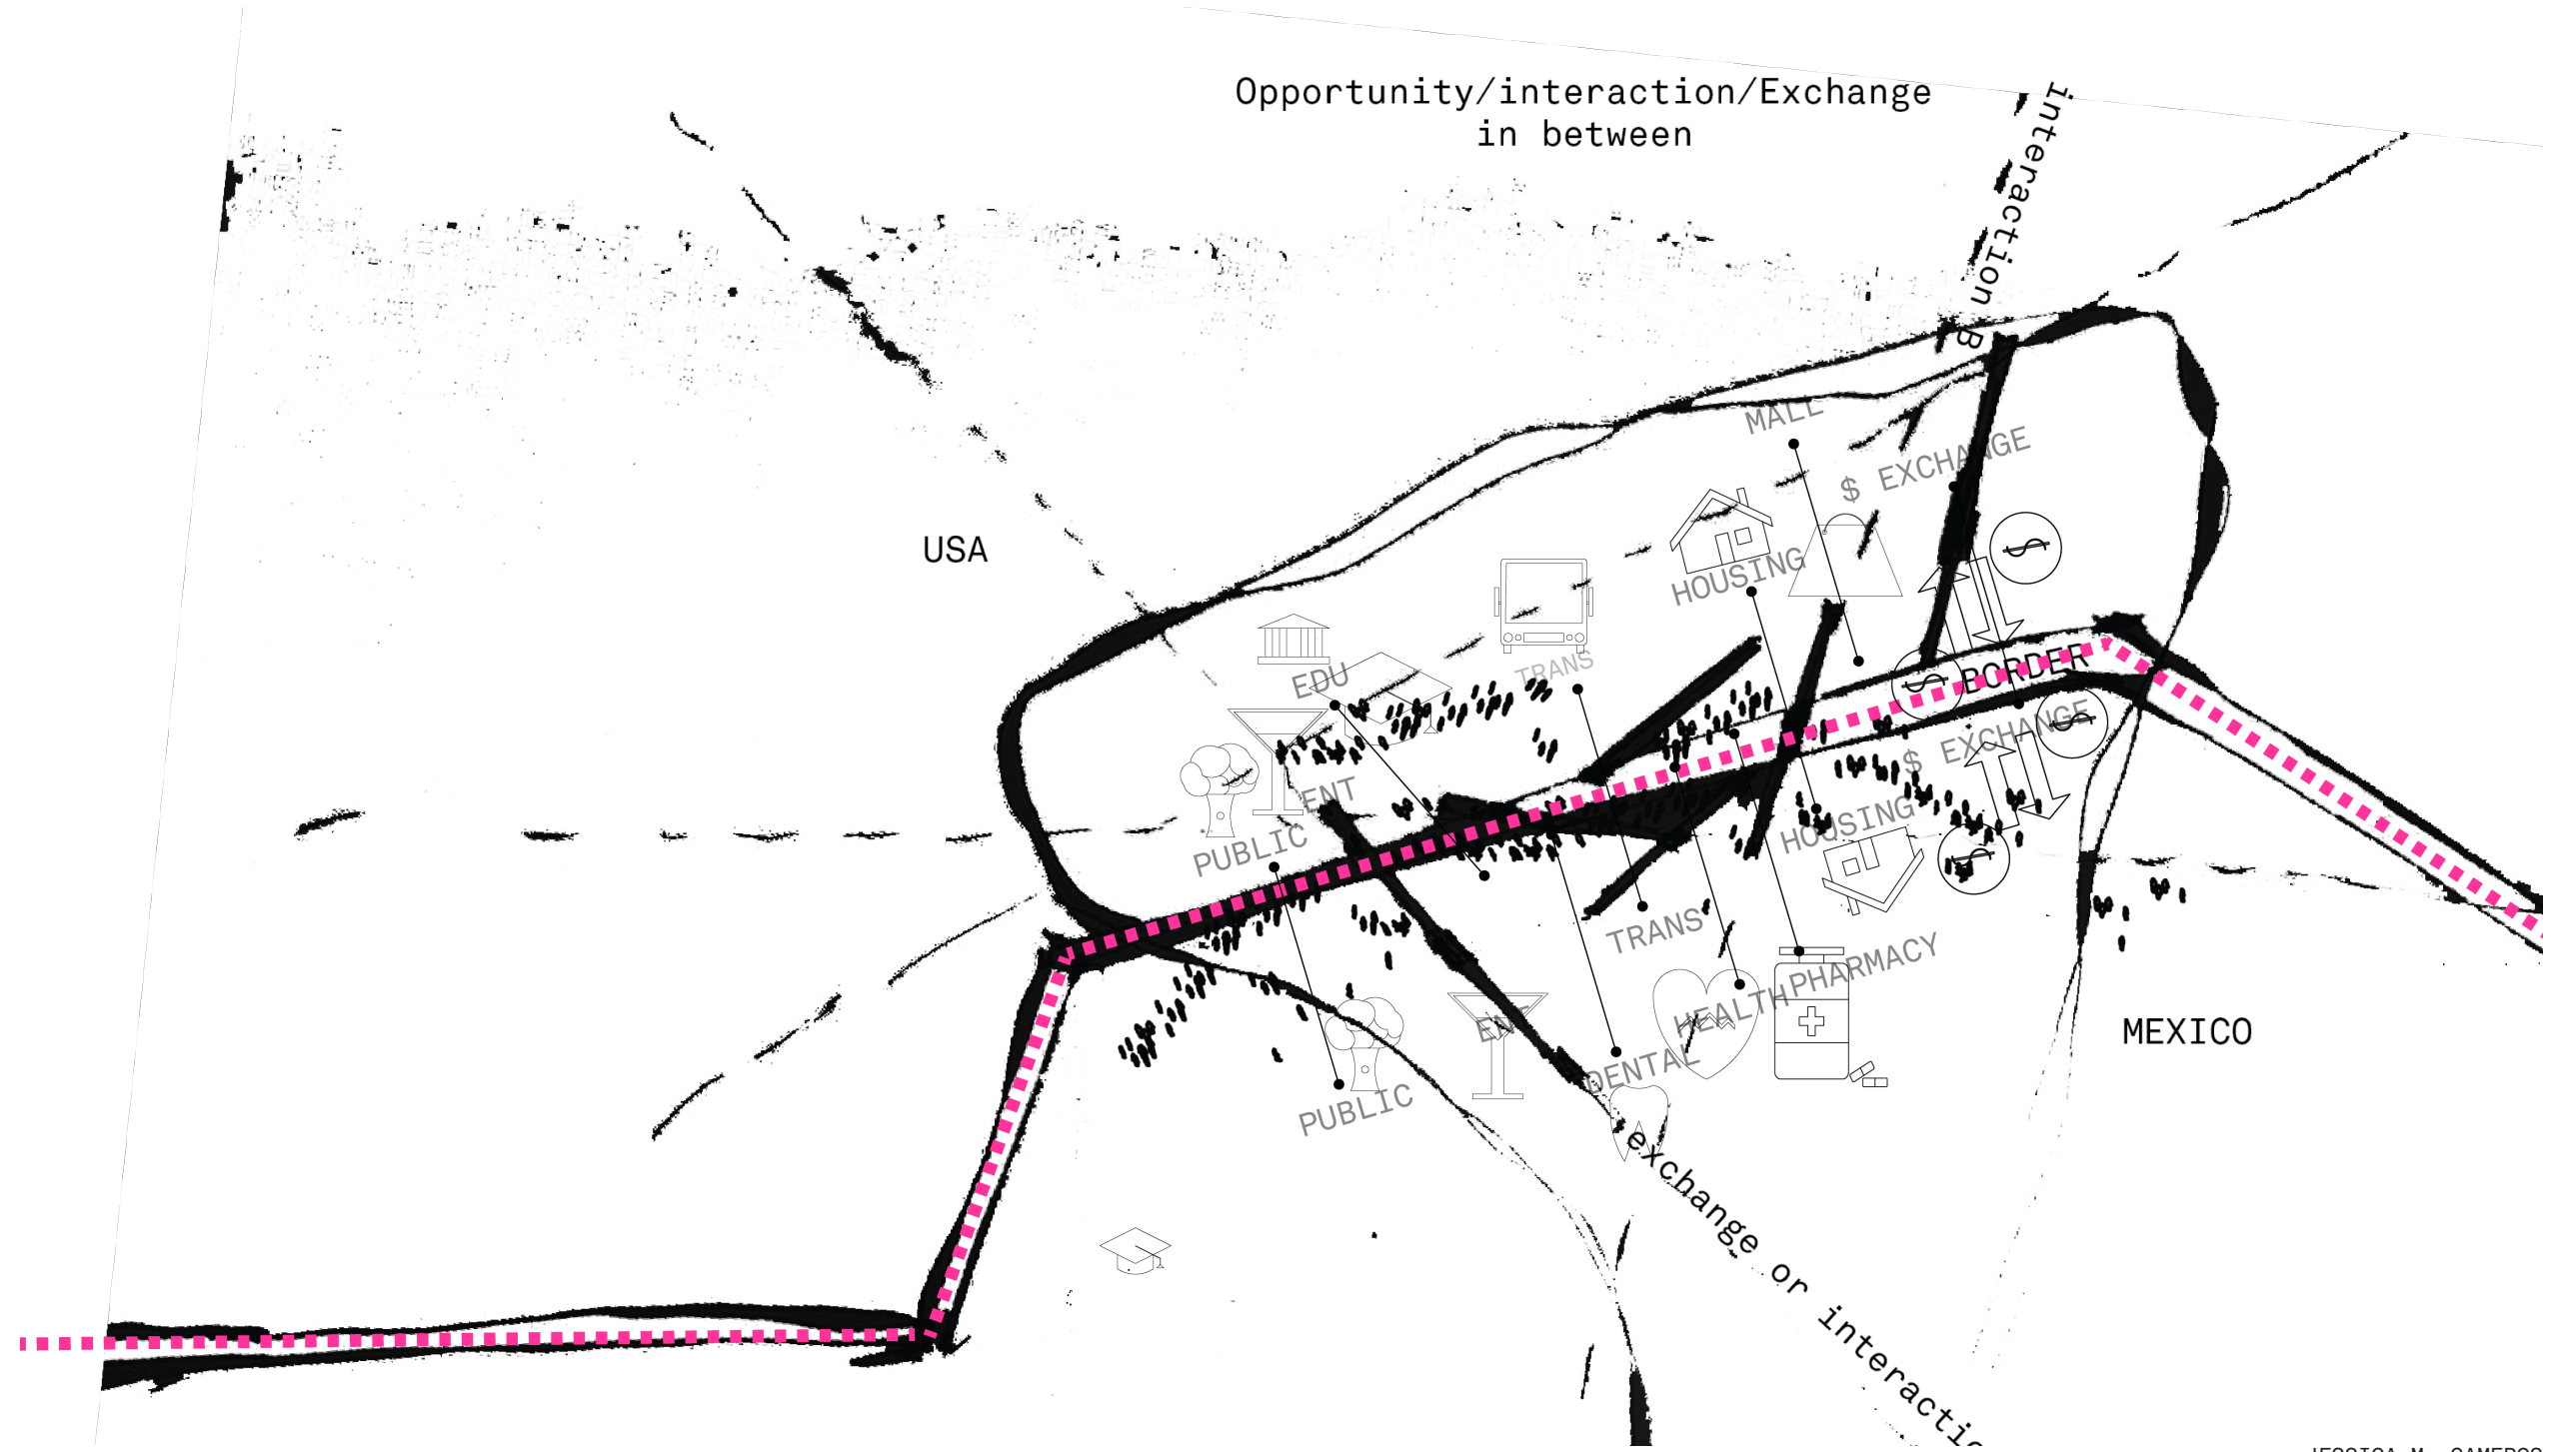 Opportunity/interaction/Exchange
in between
interaction B
MALL
$ EXCHANGE
USA
HOUSING
TRANS
EDU
BORDER
$ EXCHANGE
ENT
PUBLIC
HOUSING
TRANS
PHARMACY
HEALTH
ENT
MEXICO
DENTAL
PUBLIC
exchange or interactio